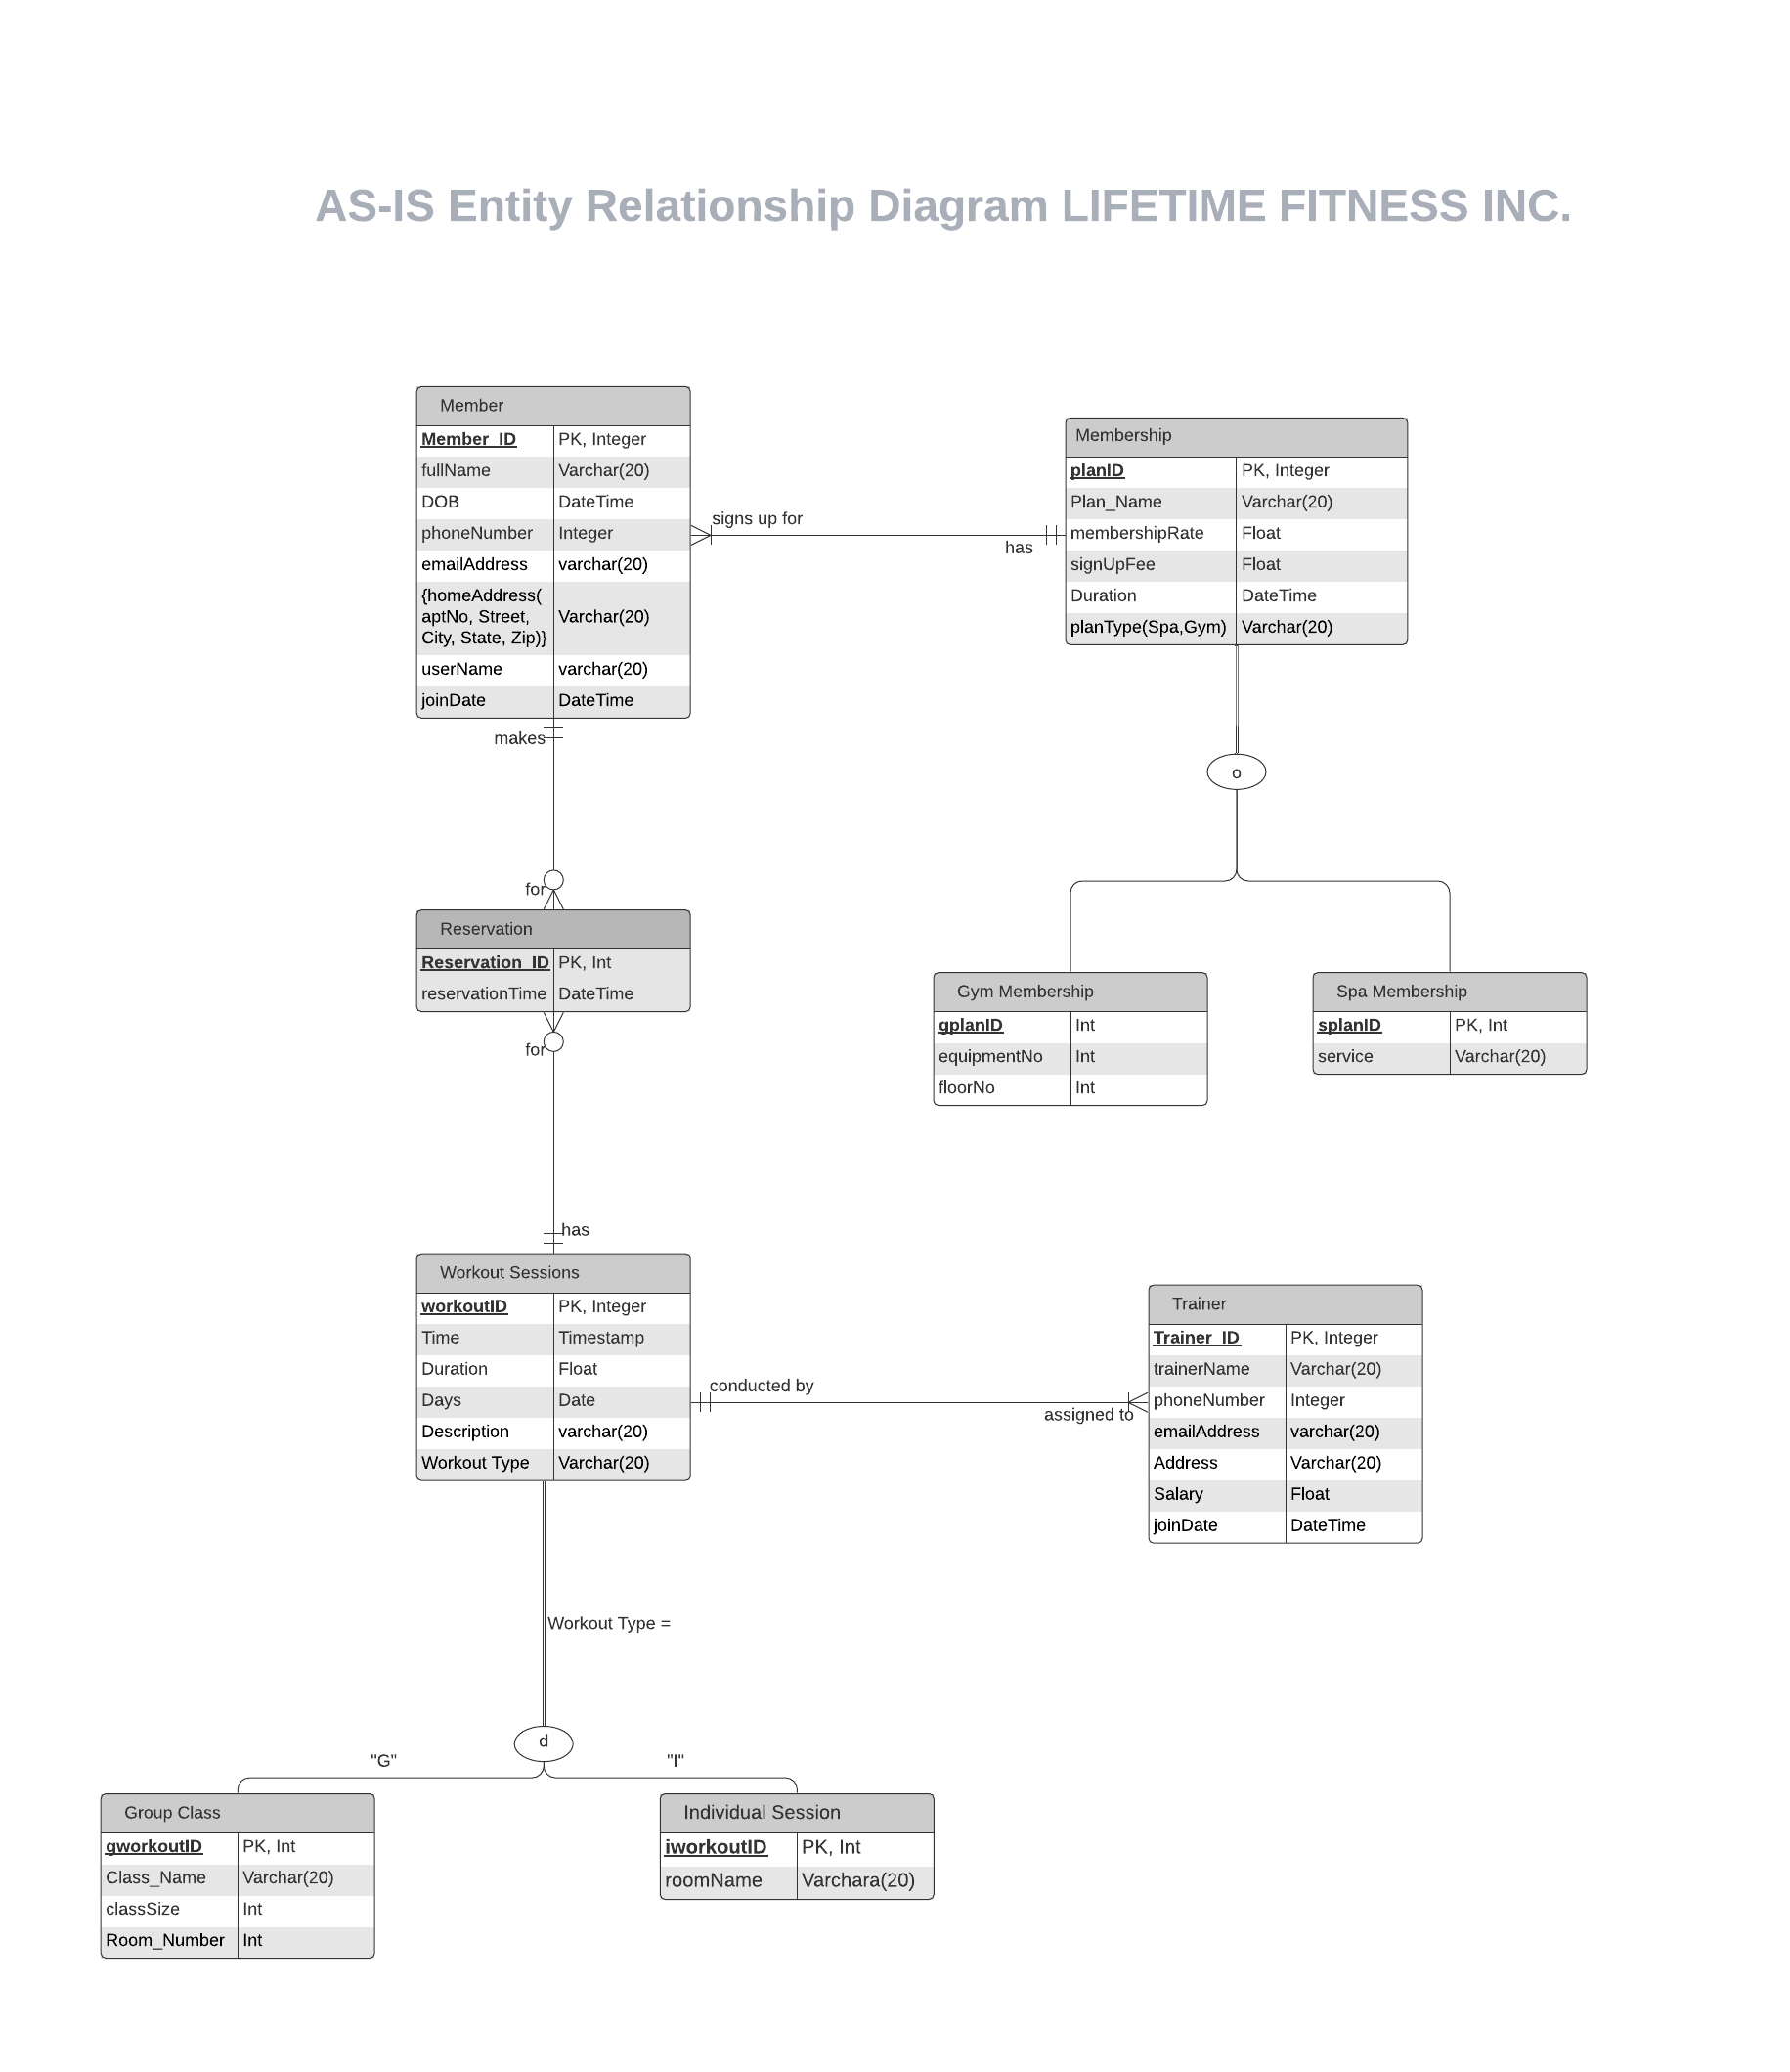 AS-IS Entity Relationship Diagram LIFETIME FITNESS INC.
Member
Member_ID PK, Integer
fullName Varchar(20)
DOB DateTime
phoneNumber Integer
emailAddress varchar(20)
{homeAddress(
aptNo, Street, Varchar(20)
City, State, Zip)}
userName varchar(20)
joinDate DateTime
signs up for
has
Membership
planID PK, Integer
Plan_Name Varchar(20)
membershipRate Float
signUpFee Float
Duration DateTime
planType(Spa,Gym) Varchar(20)
makes
for
o
Reservation
Reservation_ID PK, Int
reservationTime DateTime
for
Gym Membership
gplanID Int
equipmentNo Int
floorNo Int
Spa Membership
splanID PK, Int
service Varchar(20)
has
Workout Sessions
workoutID PK, Integer
Time Timestamp
Duration Float
Days Date
Description varchar(20)
Workout Type Varchar(20)
conducted by
assigned to
Trainer
Trainer_ID PK, Integer
trainerName Varchar(20)
phoneNumber Integer
emailAddress varchar(20)
Address Varchar(20)
Salary Float
joinDate DateTime
Workout Type =
d
"G"
"I"
Group Class
gworkoutID PK, Int
Class_Name Varchar(20)
classSize Int
Room_Number Int
Individual Session
iworkoutID PK, Int
roomName Varchara(20)